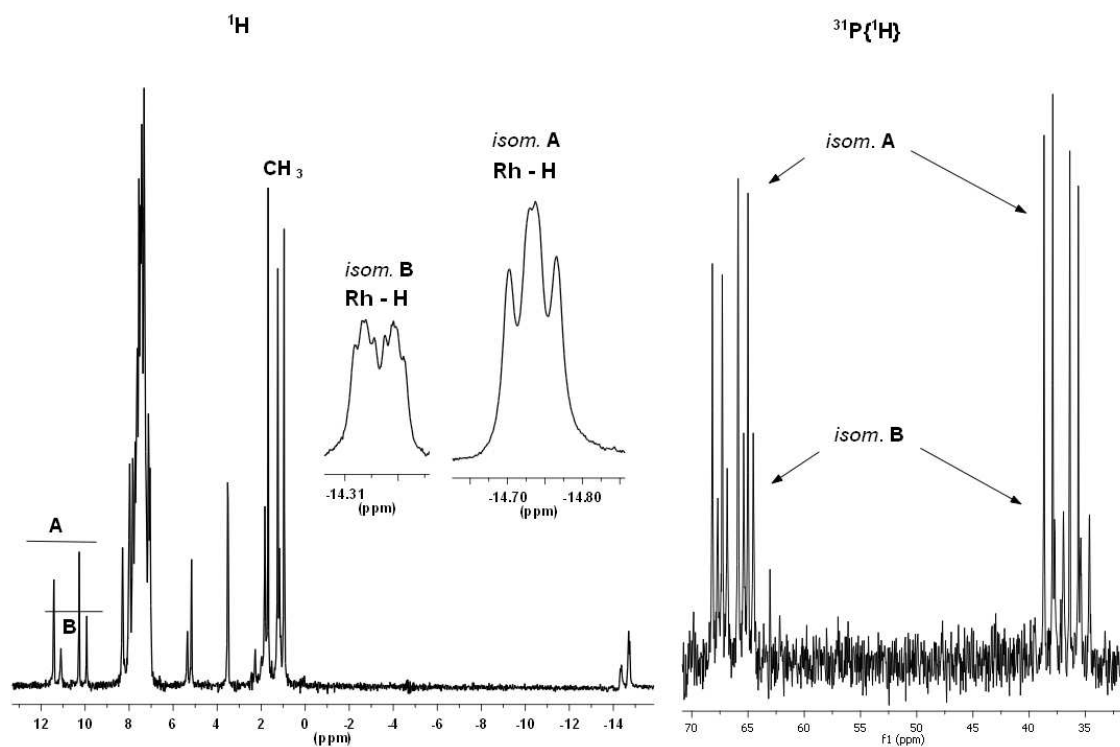 ¹H
³¹P{¹H}
CH ₃
isom. B
Rh - H
-14.31
(ppm)
isom. A
Rh - H
-14.70 -14.80
(ppm)
A
B
12 10 8 6 4 2 0 -2 -4 -6 -8 -10 -12 -14
(ppm)
isom. A
isom. B
70 65 60 55 50 45 40 35
f1 (ppm)